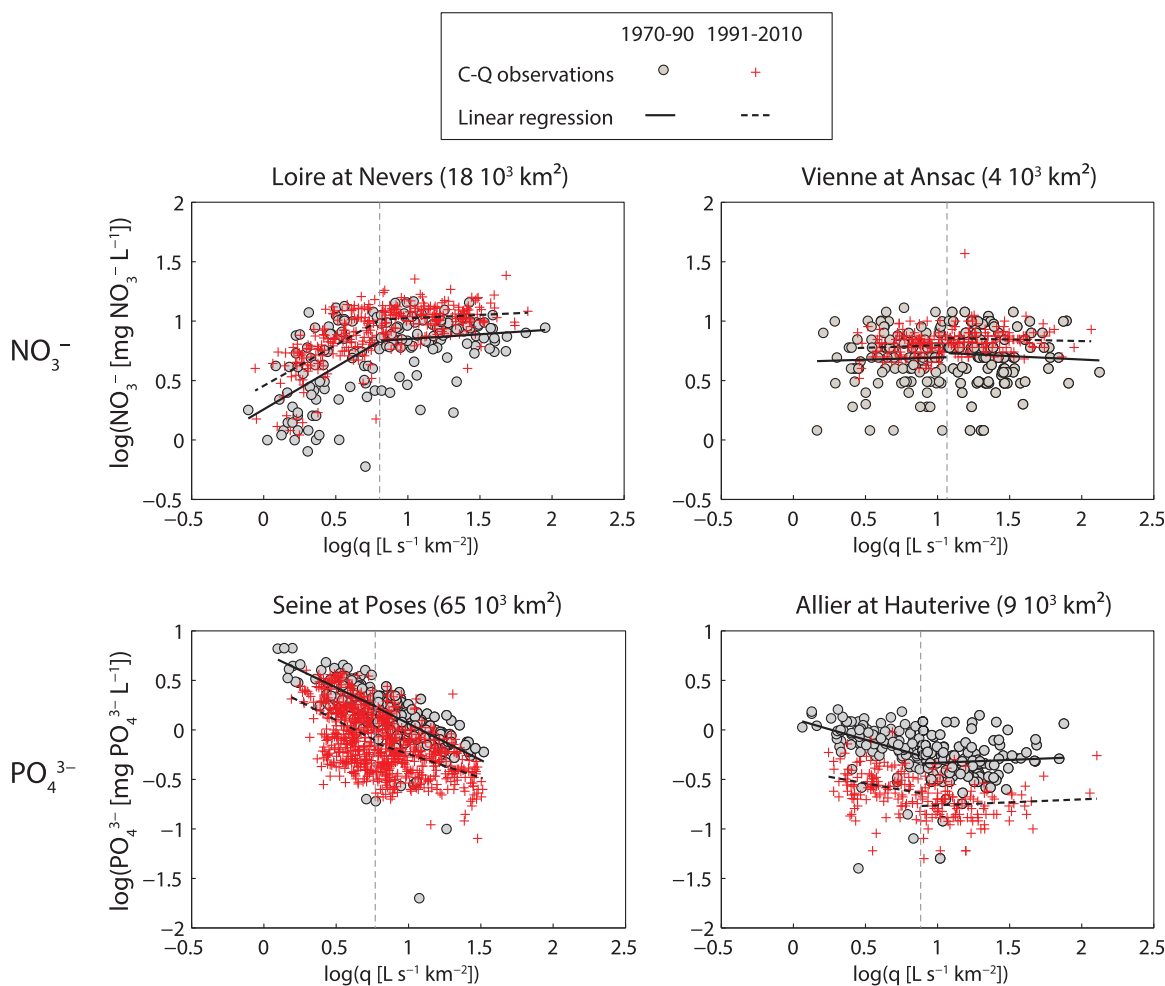 1970-90 1991-2010
C-Q observations
Linear regression
Loire at Nevers (18 10³ km²)
Vienne at Ansac (4 10³ km²)
NO₃⁻
log(NO₃⁻ [mg NO₃⁻ L⁻¹])
2
1.5
1
0.5
0
−0.5
−0.5 0 0.5 1 1.5 2 2.5
log(q [L s⁻¹ km⁻²])
2
1.5
1
0.5
0
−0.5
−0.5 0 0.5 1 1.5 2 2.5
log(q [L s⁻¹ km⁻²])
Seine at Poses (65 10³ km²)
Allier at Hauterive (9 10³ km²)
PO₄³⁻
log(PO₄³⁻ [mg PO₄³⁻ L⁻¹])
1
0.5
0
−0.5
−1
−1.5
−2
−0.5 0 0.5 1 1.5 2 2.5
log(q [L s⁻¹ km⁻²])
1
0.5
0
−0.5
−1
−1.5
−2
−0.5 0 0.5 1 1.5 2 2.5
log(q [L s⁻¹ km⁻²])